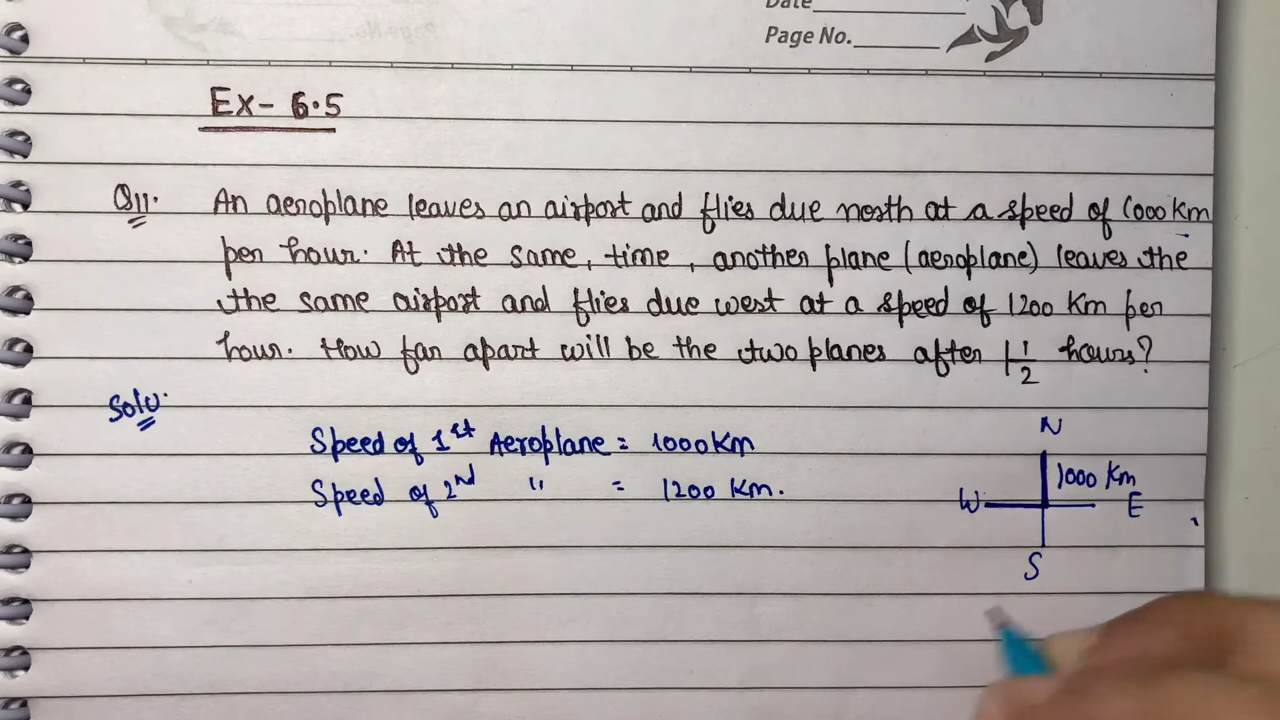 Date
Page No.
Ex- 6.5
Q11. An aeroplane leaves an airport and flies due north at a speed of 1000 Km
per hour. At the same, time, another plane (aeroplane) leaves the
the same airport and flies due west at a speed of 1200 Km per
hour. How far apart will be the two planes after 1 1/2 hours?
Solu.
Speed of 1st Aeroplane = 1000 Km
Speed of 2nd " = 1200 Km.
N
1000 Km
W E
S